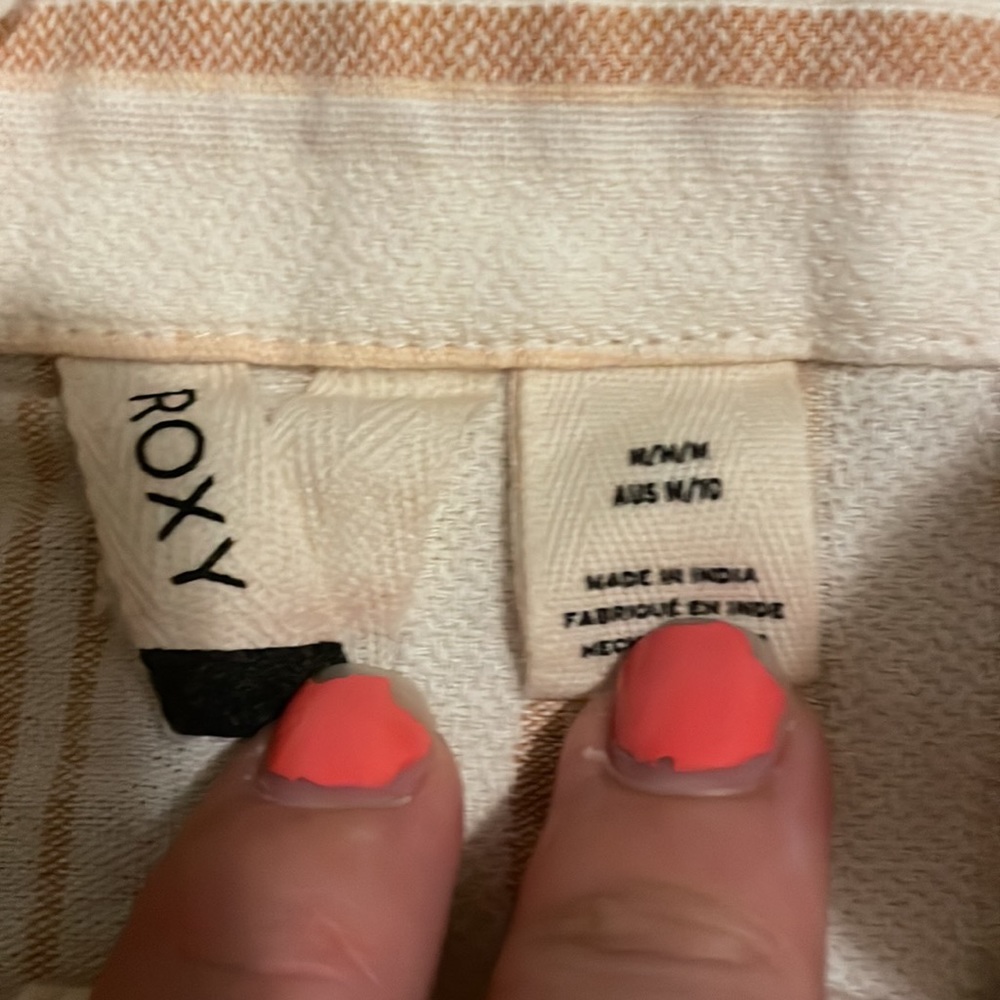 ROXY
M/M/M
AUS M/10
MADE IN INDIA
FABRIQUÉ EN INDE